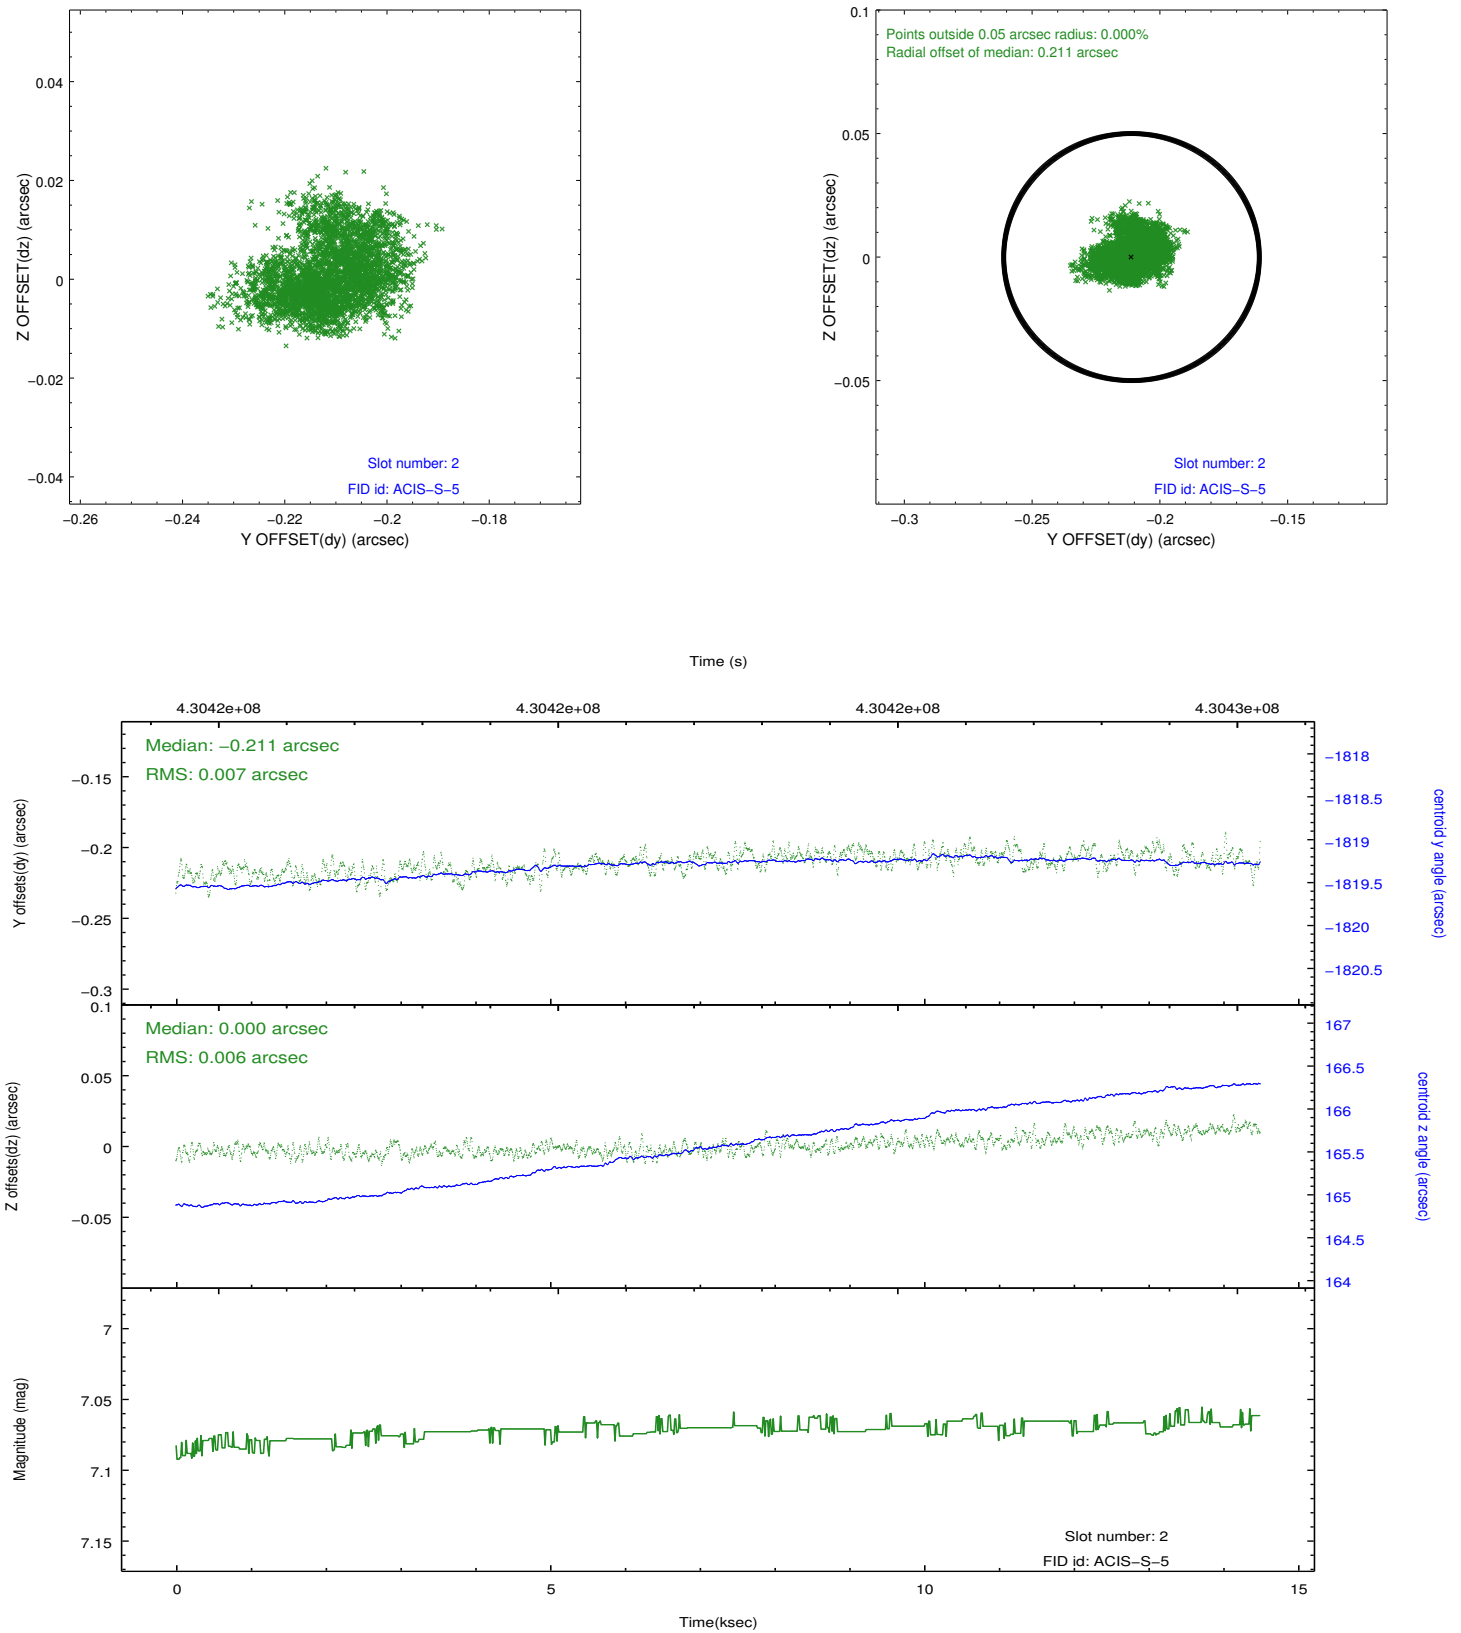 0.04
0.02
0
−0.02
−0.04
Z OFFSET(dz) (arcsec)
Slot number: 2
FID id: ACIS−S−5
−0.26
−0.24
−0.22
−0.2
−0.18
Y OFFSET(dy) (arcsec)
0.1
0.05
0
−0.05
Z OFFSET(dz) (arcsec)
Points outside 0.05 arcsec radius: 0.000%
Radial offset of median: 0.211 arcsec
Slot number: 2
FID id: ACIS−S−5
−0.3
−0.25
−0.2
−0.15
Y OFFSET(dy) (arcsec)
Time (s)
4.3042e+08
4.3042e+08
4.3042e+08
4.3043e+08
Median: −0.211 arcsec
RMS: 0.007 arcsec
−0.15
−0.2
−0.25
−0.3
Y offsets(dy) (arcsec)
−1818
−1818.5
−1819
−1819.5
−1820
−1820.5
centroid y angle (arcsec)
Median: 0.000 arcsec
RMS: 0.006 arcsec
0.1
0.05
0
−0.05
Z offsets(dz) (arcsec)
167
166.5
166
165.5
165
164.5
164
centroid z angle (arcsec)
7
7.05
7.1
7.15
Magnitude (mag)
Slot number: 2
FID id: ACIS−S−5
0
5
10
15
Time(ksec)